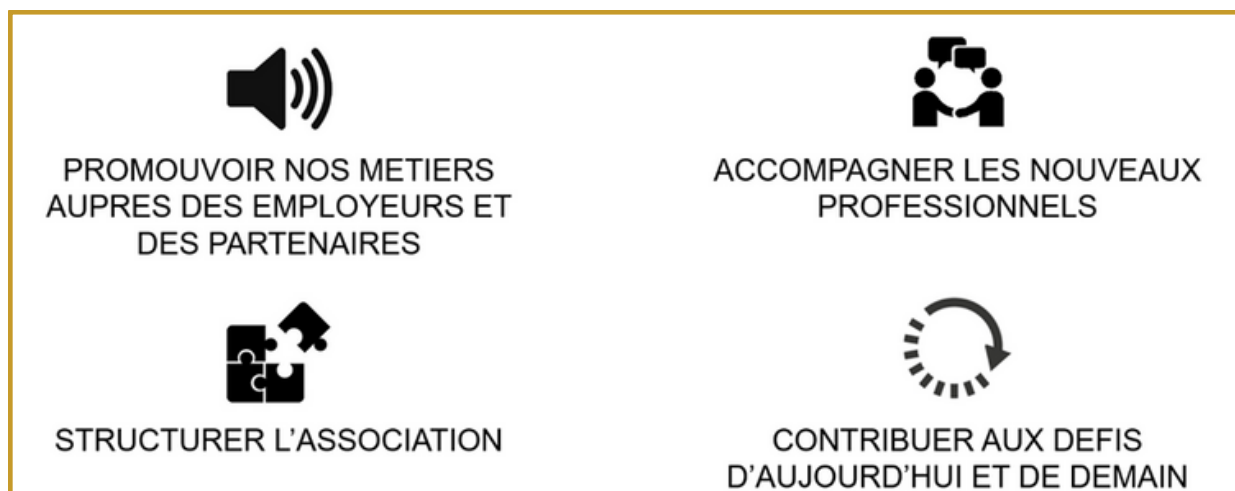 PROMOUVOIR NOS METIERS
AUPRES DES EMPLOYEURS ET
DES PARTENAIRES
ACCOMPAGNER LES NOUVEAUX
PROFESSIONNELS
STRUCTURER L’ASSOCIATION
CONTRIBUER AUX DEFIS
D’AUJOURD’HUI ET DE DEMAIN